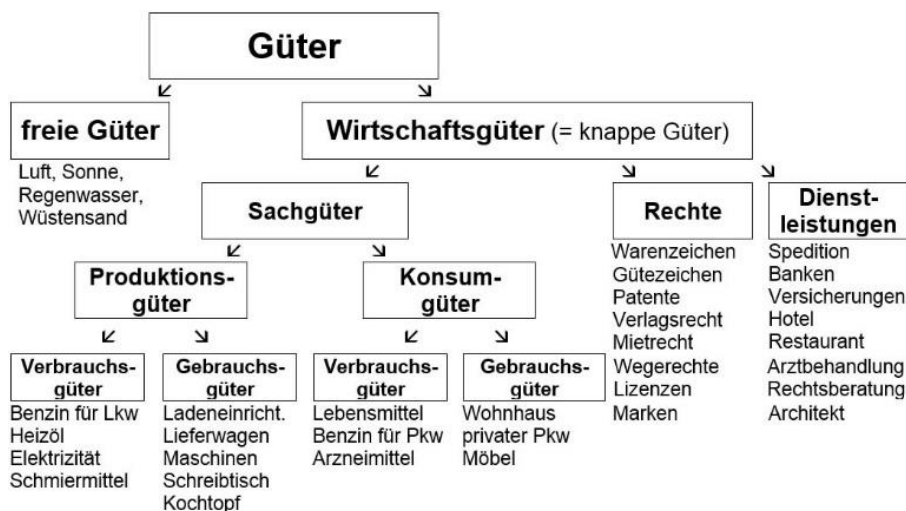 Güter
freie Güter
Luft, Sonne,
Regenwasser,
Wüstensand
Wirtschaftsgüter (= knappe Güter)
Sachgüter
Produktions-
güter
Verbrauchs-
güter
Benzin für Lkw
Heizöl
Elektrizität
Schmiermittel
Gebrauchs-
güter
Ladeneinricht.
Lieferwagen
Maschinen
Schreibtisch
Kochtopf
Konsum-
güter
Verbrauchs-
güter
Lebensmittel
Benzin für Pkw
Arzneimittel
Gebrauchs-
güter
Wohnhaus
privater Pkw
Möbel
Rechte
Warenzeichen
Gütezeichen
Patente
Verlagsrecht
Mietrecht
Wegerechte
Lizenzen
Marken
Dienst-
leistungen
Spedition
Banken
Versicherungen
Hotel
Restaurant
Arztbehandlung
Rechtsberatung
Architekt